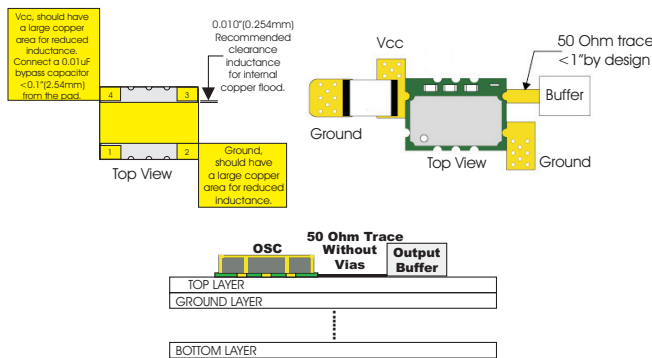 Vcc, should have
a large copper
area for reduced
inductance.
Connect a 0.01uF
bypass capacitor
<0.1"(2.54mm)
from the pad.
0.010"(0.254mm)
Recommended
clearance
inductance
for internal
copper flood.
4
3
1
2
Top View
Ground,
should have
a large copper
area for reduced
inductance.
Vcc
50 Ohm trace
<1"by design
Buffer
Ground
Top View
Ground
OSC
50 Ohm Trace
Without
Vias
Output
Buffer
TOP LAYER
GROUND LAYER
BOTTOM LAYER